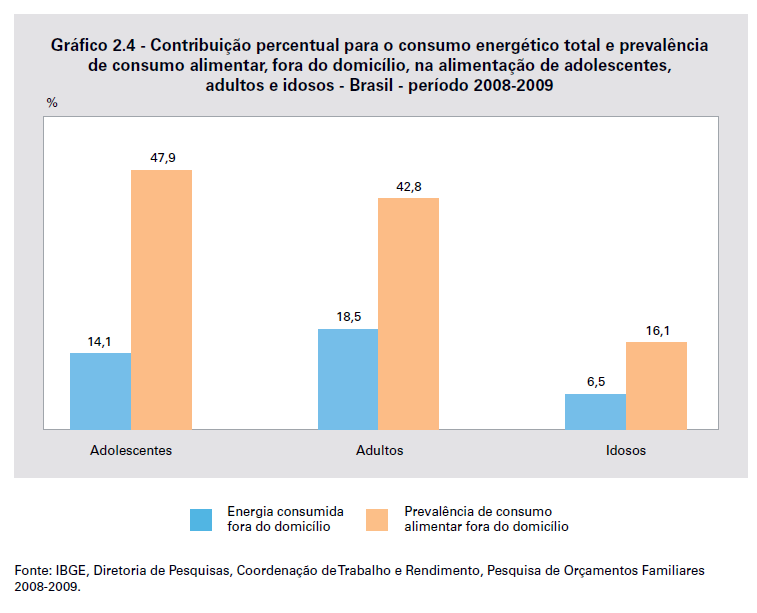 Gráfico 2.4 - Contribuição percentual para o consumo energético total e prevalência
de consumo alimentar, fora do domicílio, na alimentação de adolescentes,
adultos e idosos - Brasil - período 2008-2009
%
47,9
42,8
18,5
14,1
16,1
6,5
Adolescentes
Adultos
Idosos
Energia consumida
fora do domicílio
Prevalência de consumo
alimentar fora do domicílio
Fonte: IBGE, Diretoria de Pesquisas, Coordenação de Trabalho e Rendimento, Pesquisa de Orçamentos Familiares
2008-2009.